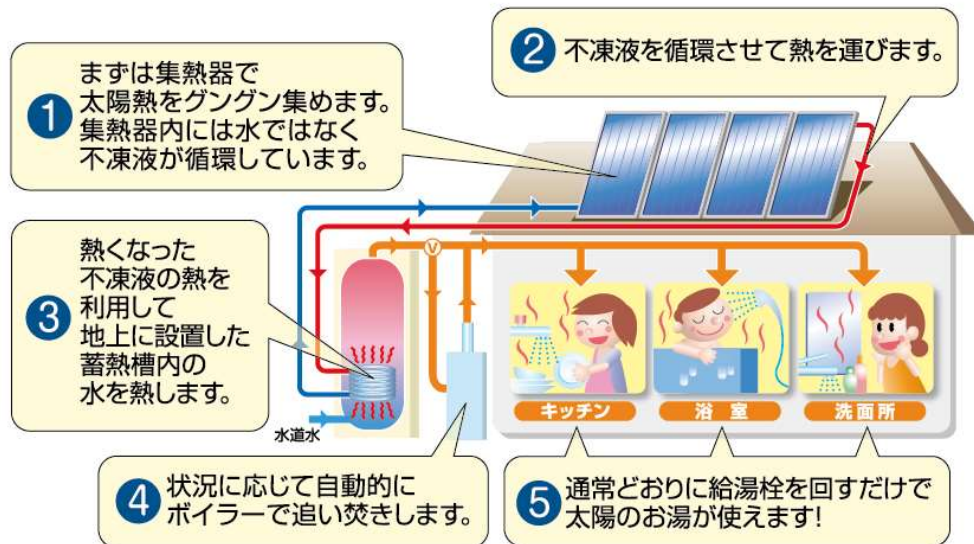 1
まずは集熱器で
太陽熱をグングン集めます。
集熱器内には水ではなく
不凍液が循環しています。
2
不凍液を循環させて熱を運びます。
3
熱くなった
不凍液の熱を
利用して
地上に設置した
蓄熱槽内の
水を熱します。
V
水道水
キッチン
浴室
洗面所
4
状況に応じて自動的に
ボイラーで追い焚きします。
5
通常どおりに給湯栓を回すだけで
太陽のお湯が使えます!